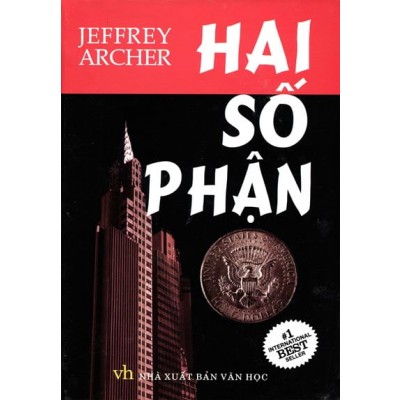 JEFFREY
ARCHER
HAI
SỐ
PHẬN
#1
INTERNATIONAL
BEST
SELLER
vh NHÀ XUẤT BẢN VĂN HỌC